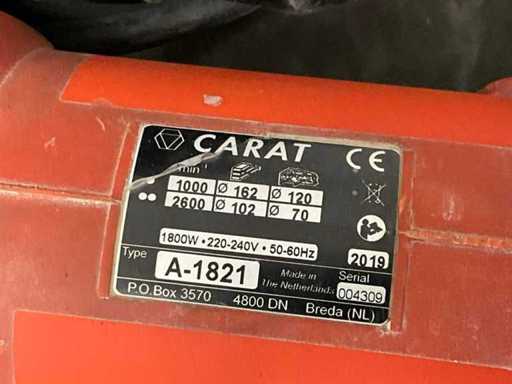 CARAT CE
min
1000 Ø 162 Ø 120
2600 Ø 102 Ø 70
1800W • 220-240V • 50-60Hz 2019
Type A-1821 Made in The Netherlands Serial 004309
P.O.Box 3570 4800 DN Breda (NL)